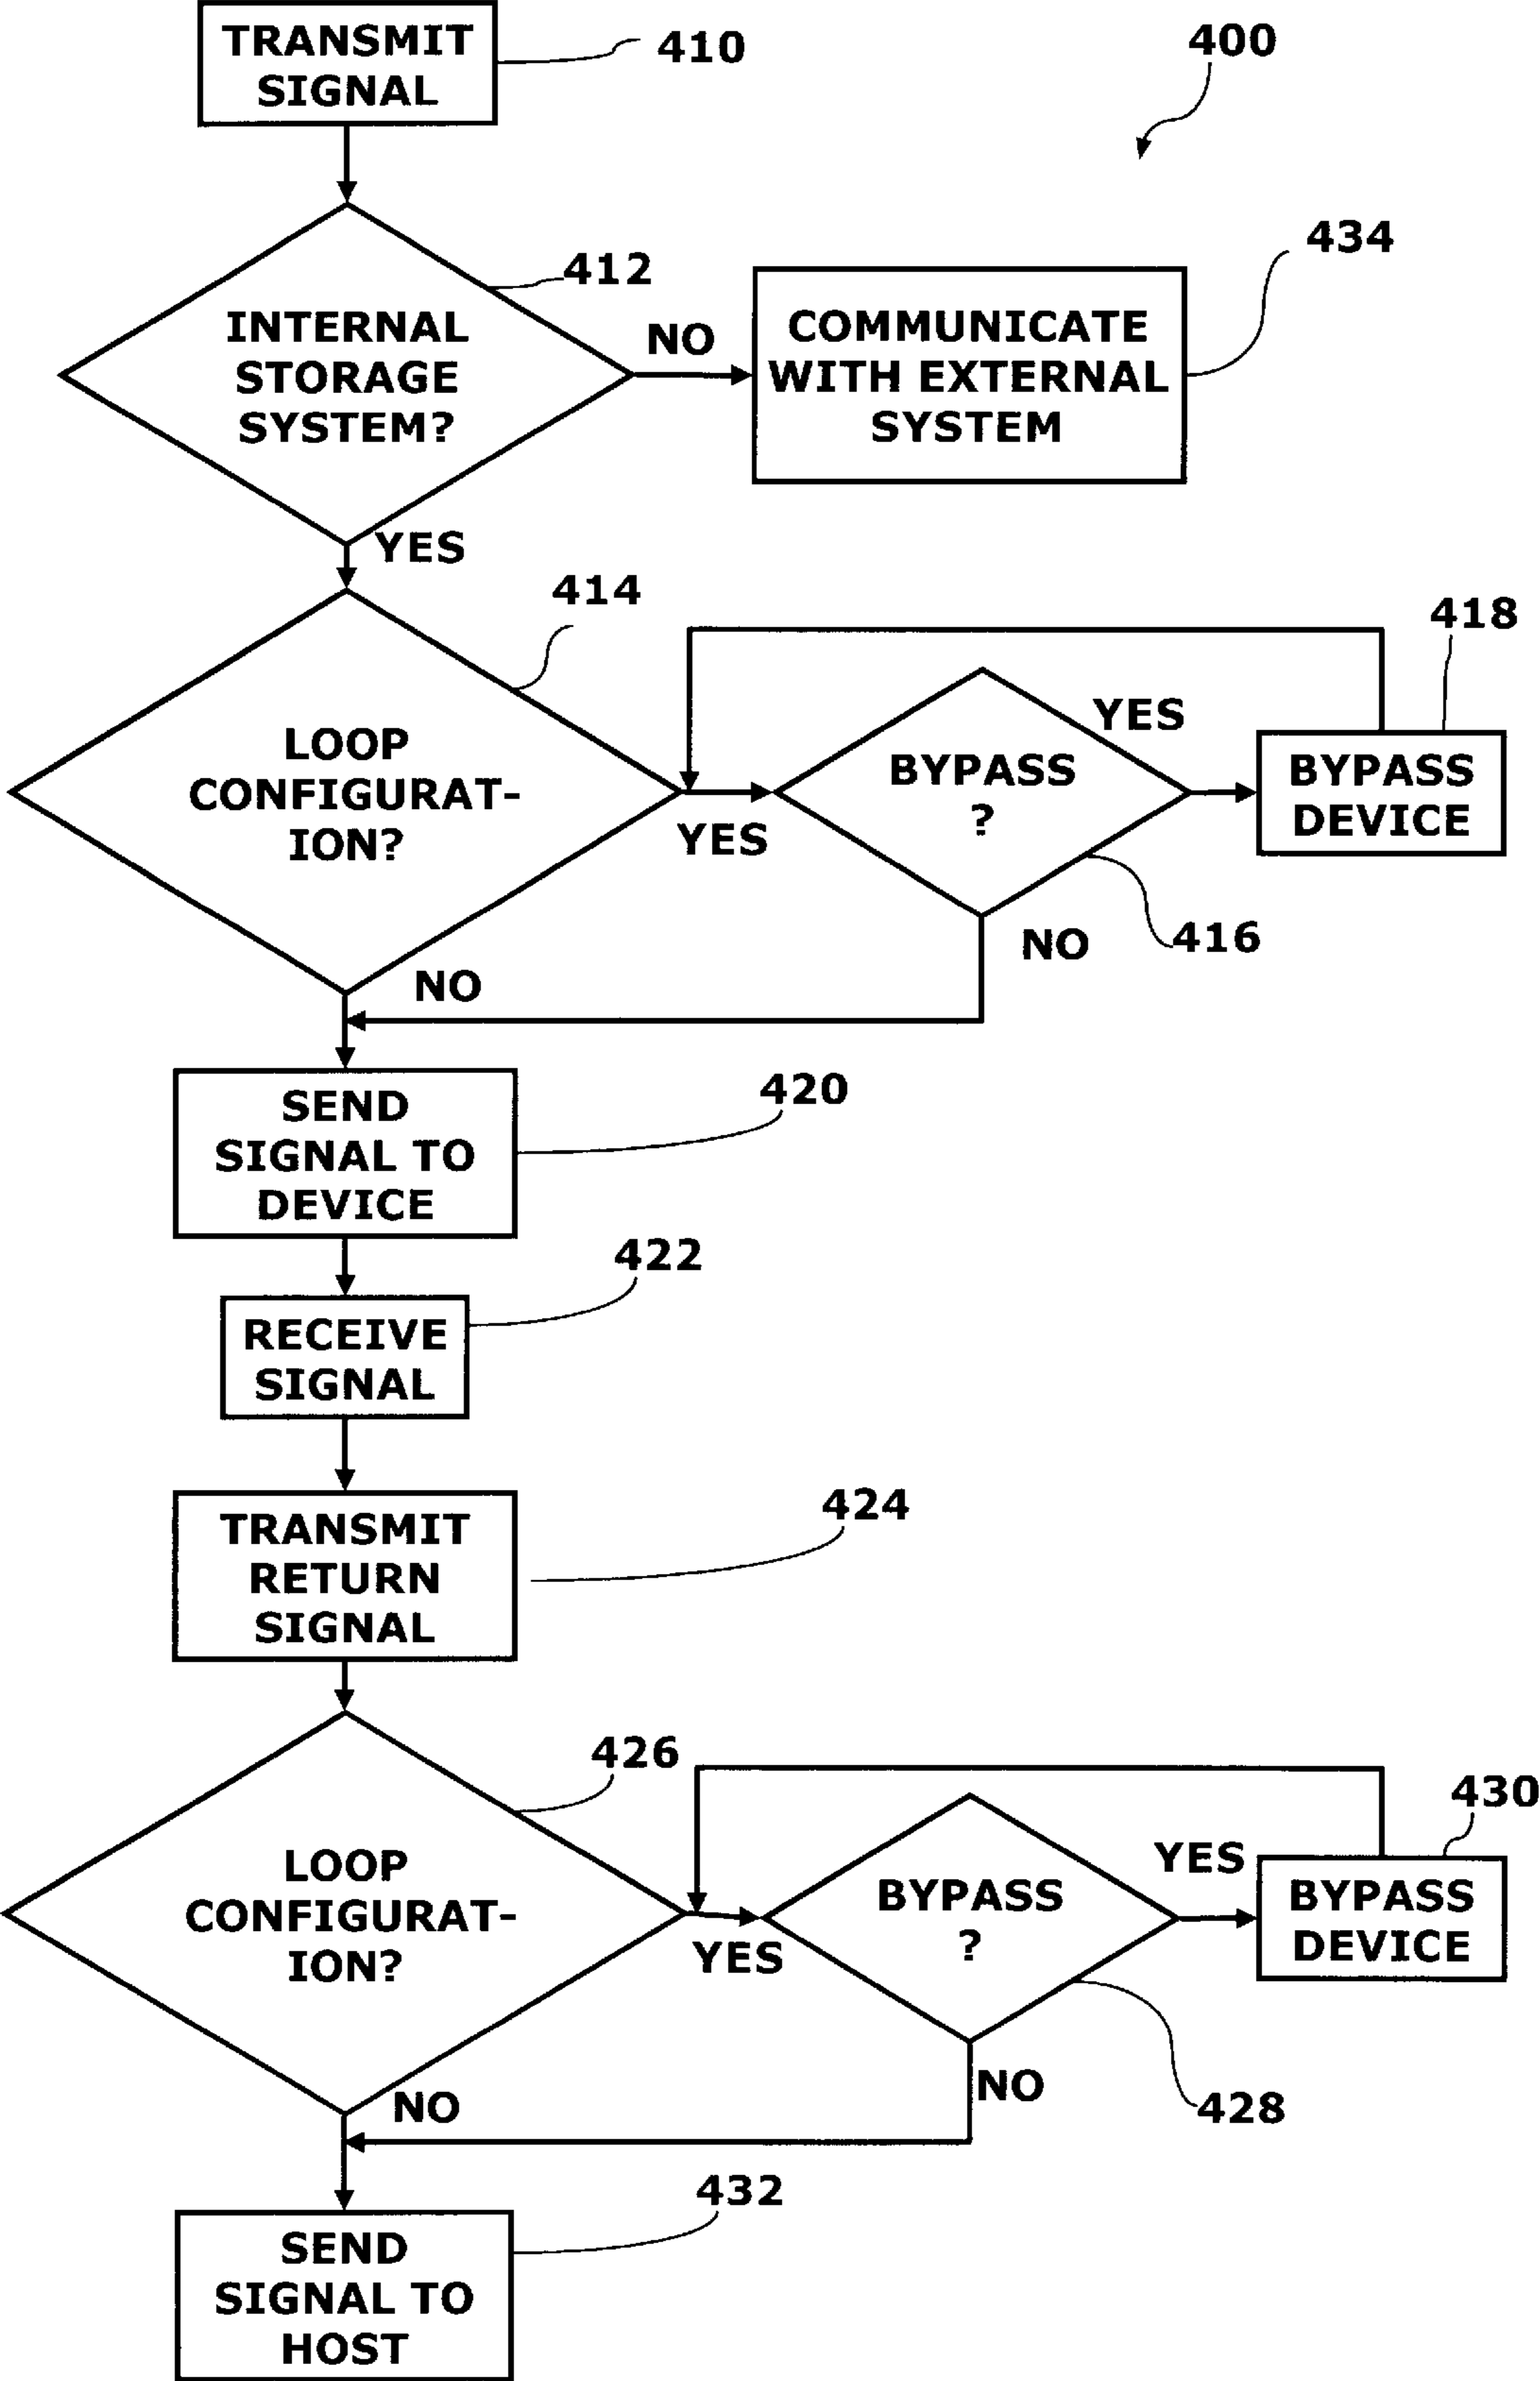 TRANSMIT
SIGNAL
410
400
412
434
INTERNAL
STORAGE
SYSTEM?
NO
COMMUNICATE
WITH EXTERNAL
SYSTEM
YES
414
418
LOOP
CONFIGURAT-
ION?
YES
BYPASS
?
YES
BYPASS
DEVICE
416
NO
NO
SEND
SIGNAL TO
DEVICE
420
422
RECEIVE
SIGNAL
424
TRANSMIT
RETURN
SIGNAL
426
430
LOOP
CONFIGURAT-
ION?
YES
BYPASS
?
YES
BYPASS
DEVICE
NO
NO
428
432
SEND
SIGNAL TO
HOST